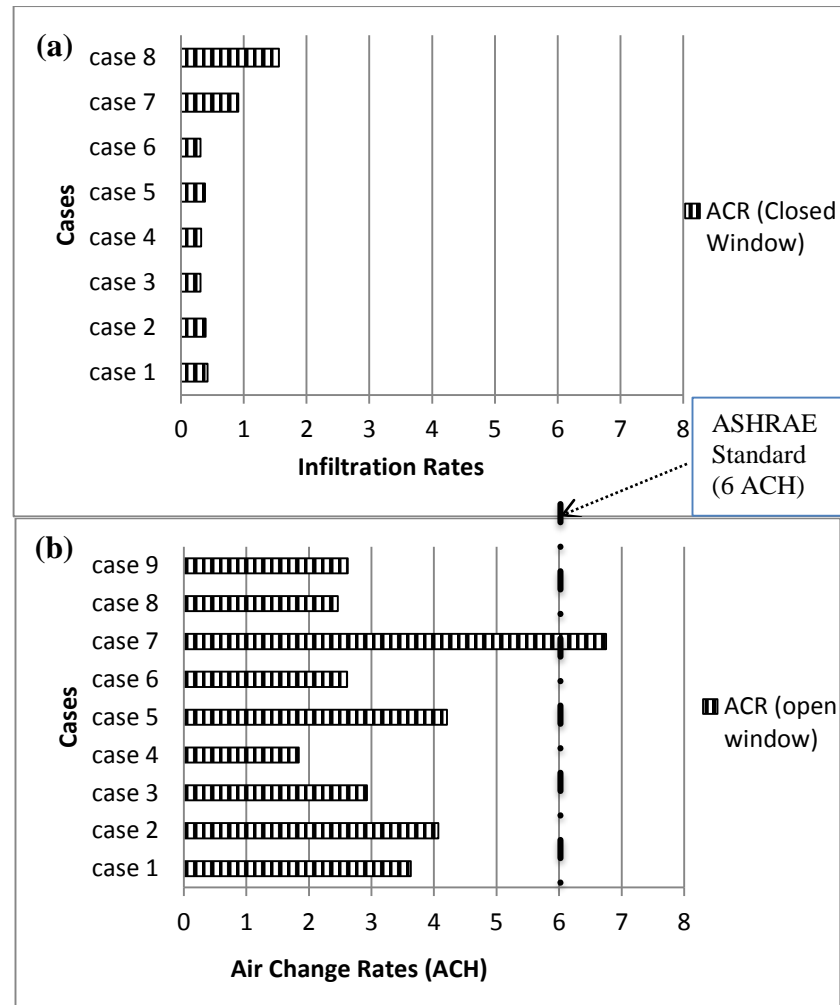 (a)
case 8
case 7
case 6
case 5
case 4
case 3
case 2
case 1
Cases
0 1 2 3 4 5 6 7 8
Infiltration Rates
ACR (Closed
Window)
ASHRAE
Standard
(6 ACH)
(b)
case 9
case 8
case 7
case 6
case 5
case 4
case 3
case 2
case 1
Cases
0 1 2 3 4 5 6 7 8
Air Change Rates (ACH)
ACR (open
window)